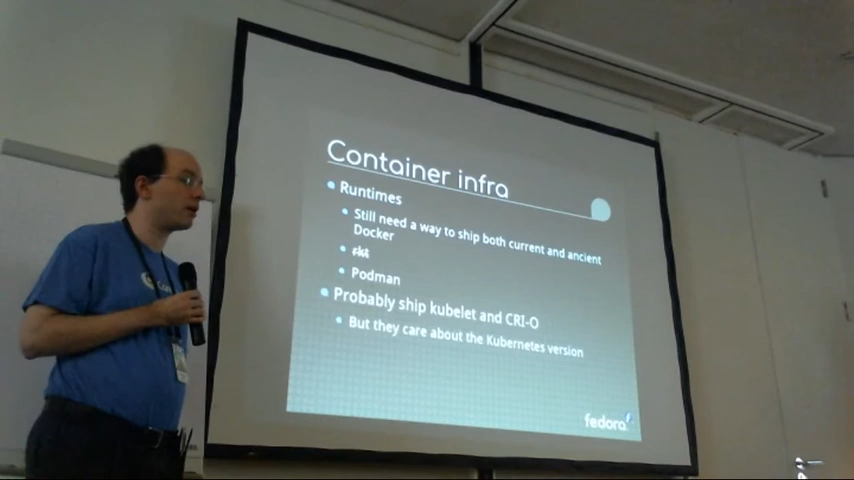 Container infra
Runtimes
Still need a way to ship both current and ancient
Docker
rkt
Podman
Probably ship kubelet and CRI-O
But they care about the Kubernetes version
fedora